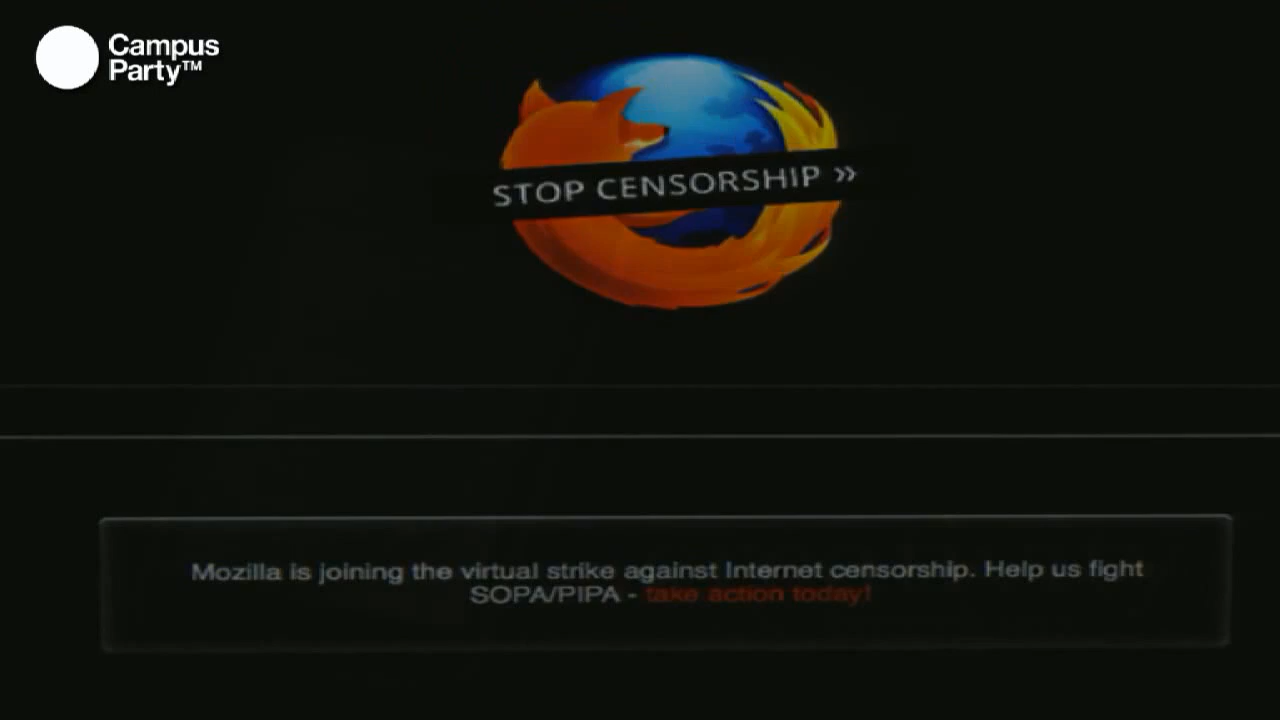 Campus
Party™
STOP CENSORSHIP »
Mozilla is joining the virtual strike against Internet censorship. Help us fight
SOPA/PIPA - take action today!